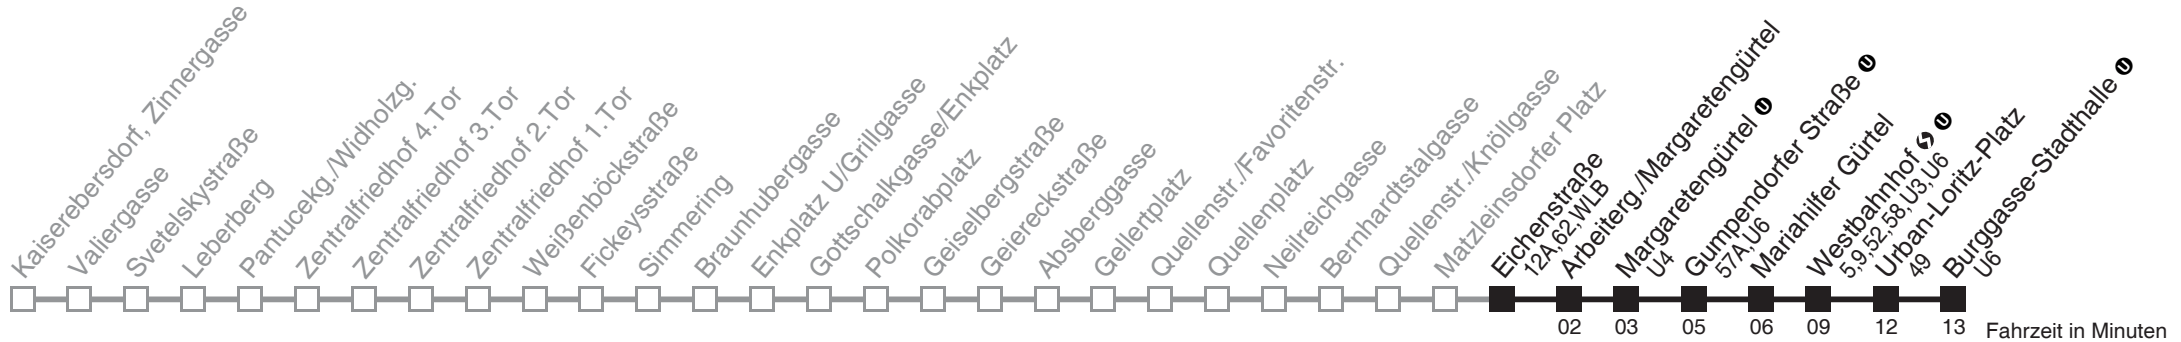 Kaiserebersdorf, Zinnergasse
Valiergasse
Svetelskystraße
Leberberg
Pantucekg./Widholzg.
Zentralfriedhof 4.Tor
Zentralfriedhof 3.Tor
Zentralfriedhof 2.Tor
Zentralfriedhof 1.Tor
Weißenböckstraße
Fickeysstraße
Simmering
Braunhubergasse
Enkplatz U/Grillgasse
Gottschalkgasse/Enkplatz
Polkorabplatz
Geiselbergstraße
Geiereckstraße
Absberggasse
Gellertplatz
Quellenstr./Favoritenstr.
Quellenplatz
Neilreichgasse
Bernhardtstalgasse
Quellenstr./Knöllgasse
Matzleinsdorfer Platz
Eichenstraße
12A,62,WLB
Arbeiterg./Margaretengürtel
Margaretengürtel U
U4
Gumpendorfer Straße U
57A,U6
Mariahilfer Gürtel
Westbahnhof S U
5,9,52,58,U3,U6
Urban-Loritz-Platz
49
Burggasse-Stadthalle U
U6
02 03 05 06 09 12 13 Fahrzeit in Minuten